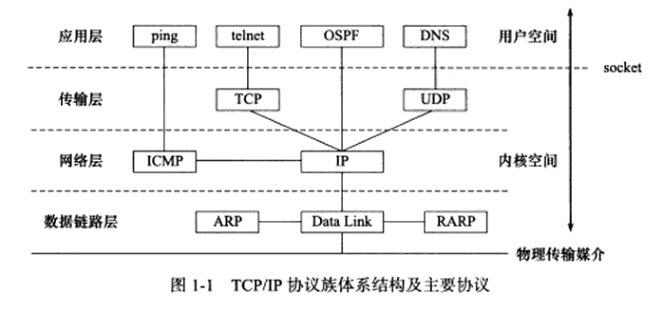 应用层 ping telnet OSPF DNS 用户空间
socket
传输层 TCP UDP
网络层 ICMP IP 内核空间
数据链路层 ARP Data Link RARP
物理传输媒介
图 1-1 TCP/IP 协议族体系结构及主要协议